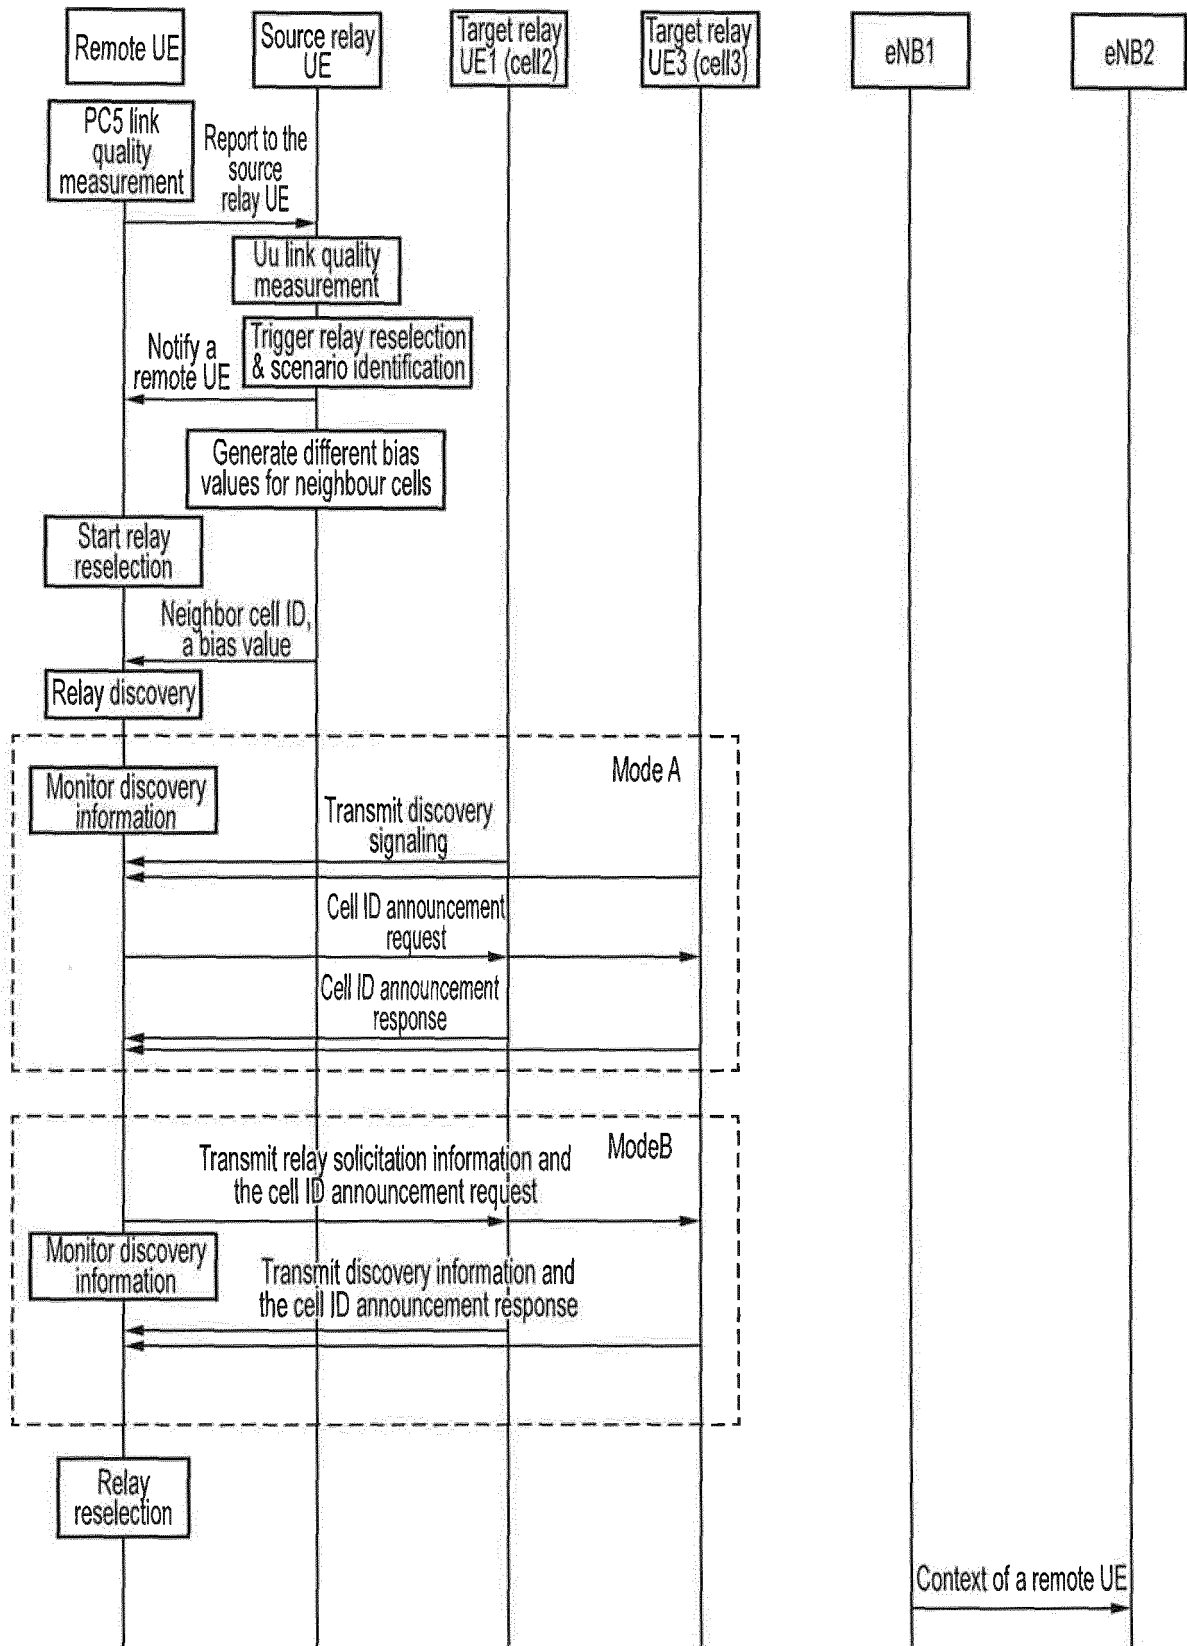 Remote UE
Source relay
UE
Target relay
UE1 (cell2)
Target relay
UE3 (cell3)
eNB1
eNB2
PC5 link
quality
measurement
Report to the
source
relay UE
Uu link quality
measurement
Trigger relay reselection
& scenario identification
Notify a
remote UE
Generate different bias
values for neighbour cells
Start relay
reselection
Neighbor cell ID,
a bias value
Relay discovery
Mode A
Monitor discovery
information
Transmit discovery
signaling
Cell ID announcement
request
Cell ID announcement
response
ModeB
Transmit relay solicitation information and
the cell ID announcement request
Monitor discovery
information
Transmit discovery information and
the cell ID announcement response
Relay
reselection
Context of a remote UE